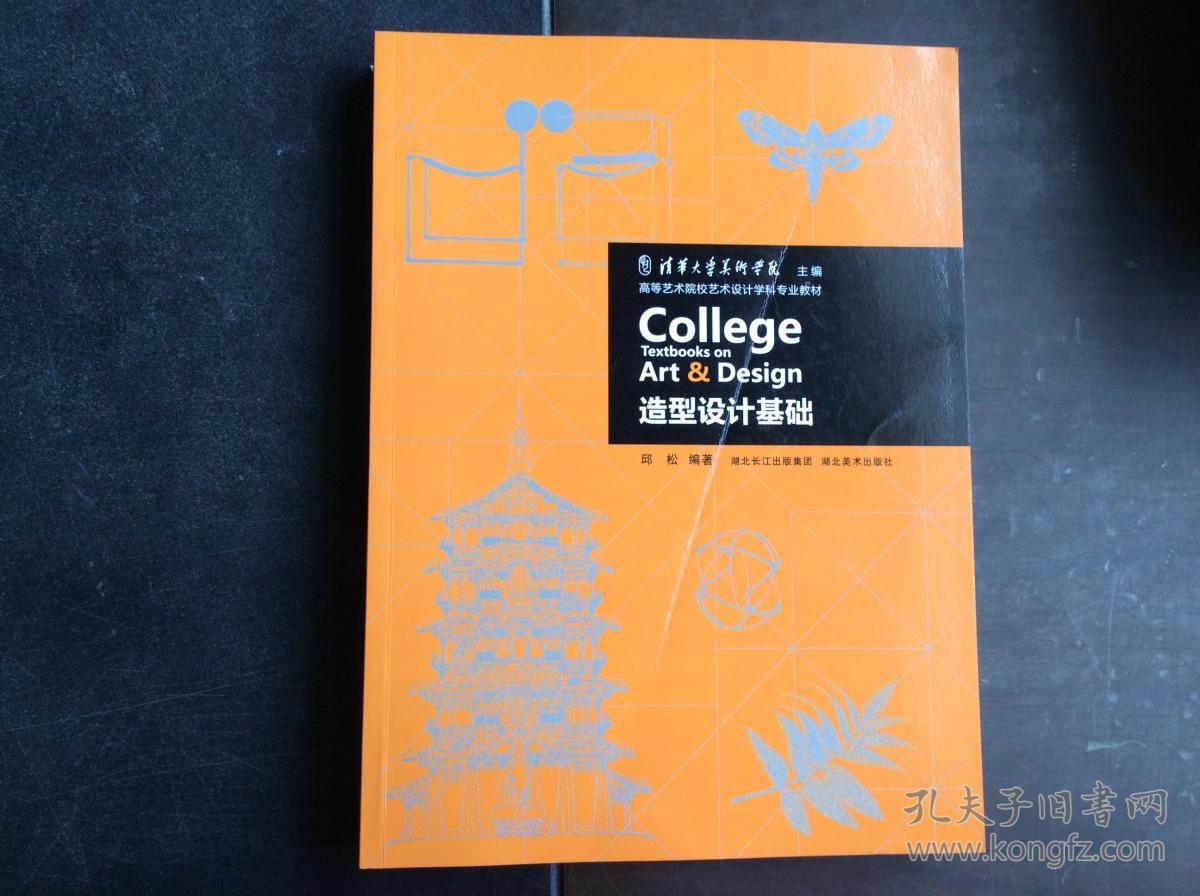 清华大学美術学院 主编
高等艺术院校艺术设计学科专业教材
College
Textbooks on
Art & Design
造型设计基础
邱 松 编著 湖北长江出版集团 湖北美术出版社
孔夫子旧書网
www.kongfz.com